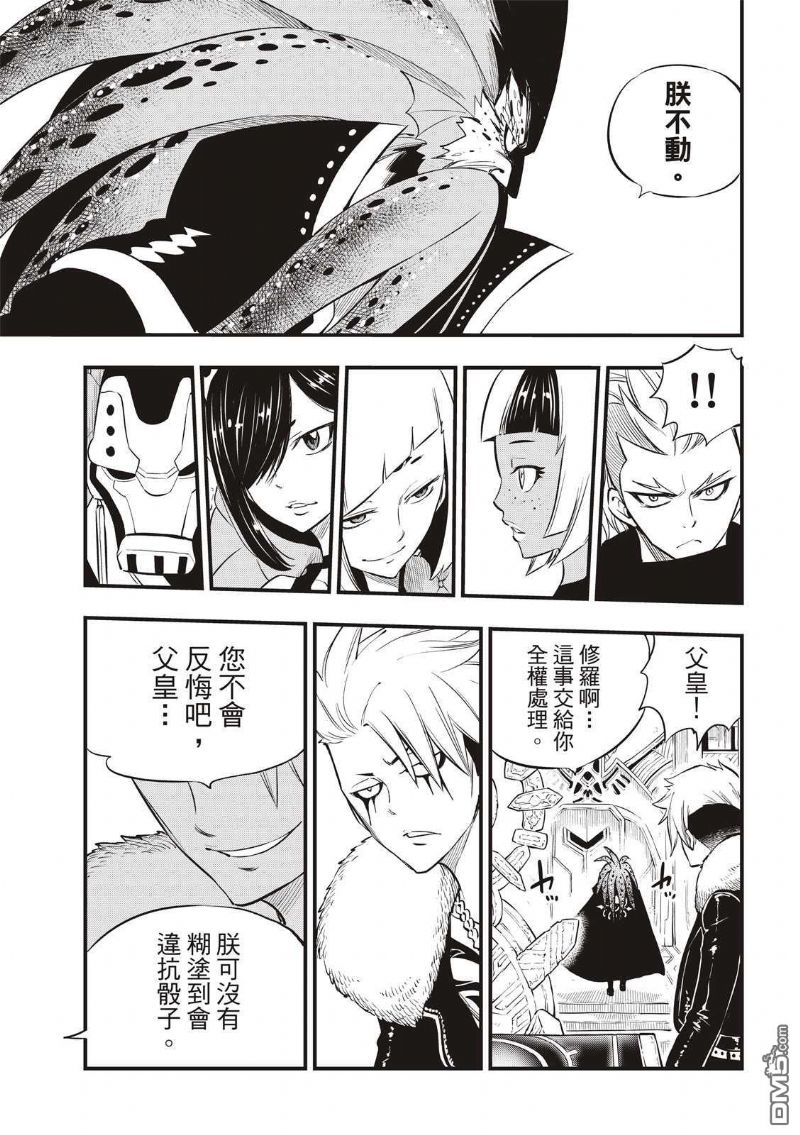 朕不動。
!!
父皇！
修羅啊…
這事交給你
全權處理。
ザッ
ザッ
您不會
反悔吧，
父皇…
朕可沒有
糊塗到會
違抗骰子。
DM5.com